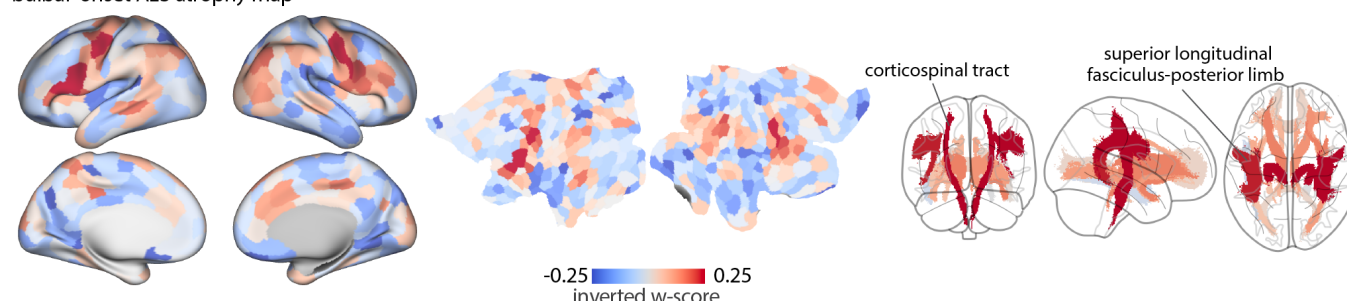 bulbar-onset ALS atrophy map
corticospinal tract
superior longitudinal
fasciculus-posterior limb
-0.25
0.25
inverted w-score